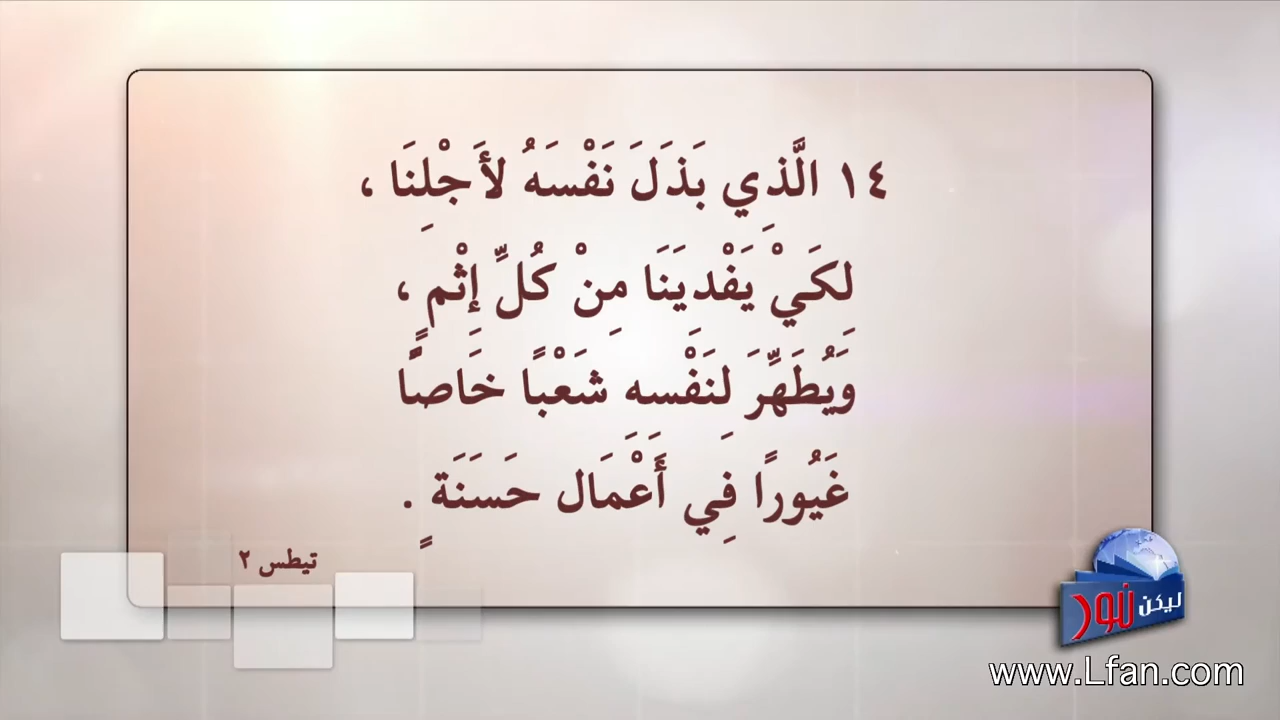 ١٤ الَّذِي بَذَلَ نَفْسَهُ لأَجْلِنَا ،
لِكَيْ يَفْدِيَنَا مِنْ كُلِّ إِثْمٍ ،
وَيُطَهِّرَ لِنَفْسِهِ شَعْبًا خَاصًّا
غَيُورًا فِي أَعْمَالٍ حَسَنَةٍ .
تيطس ٢
ليكن نور
www.Lfan.com